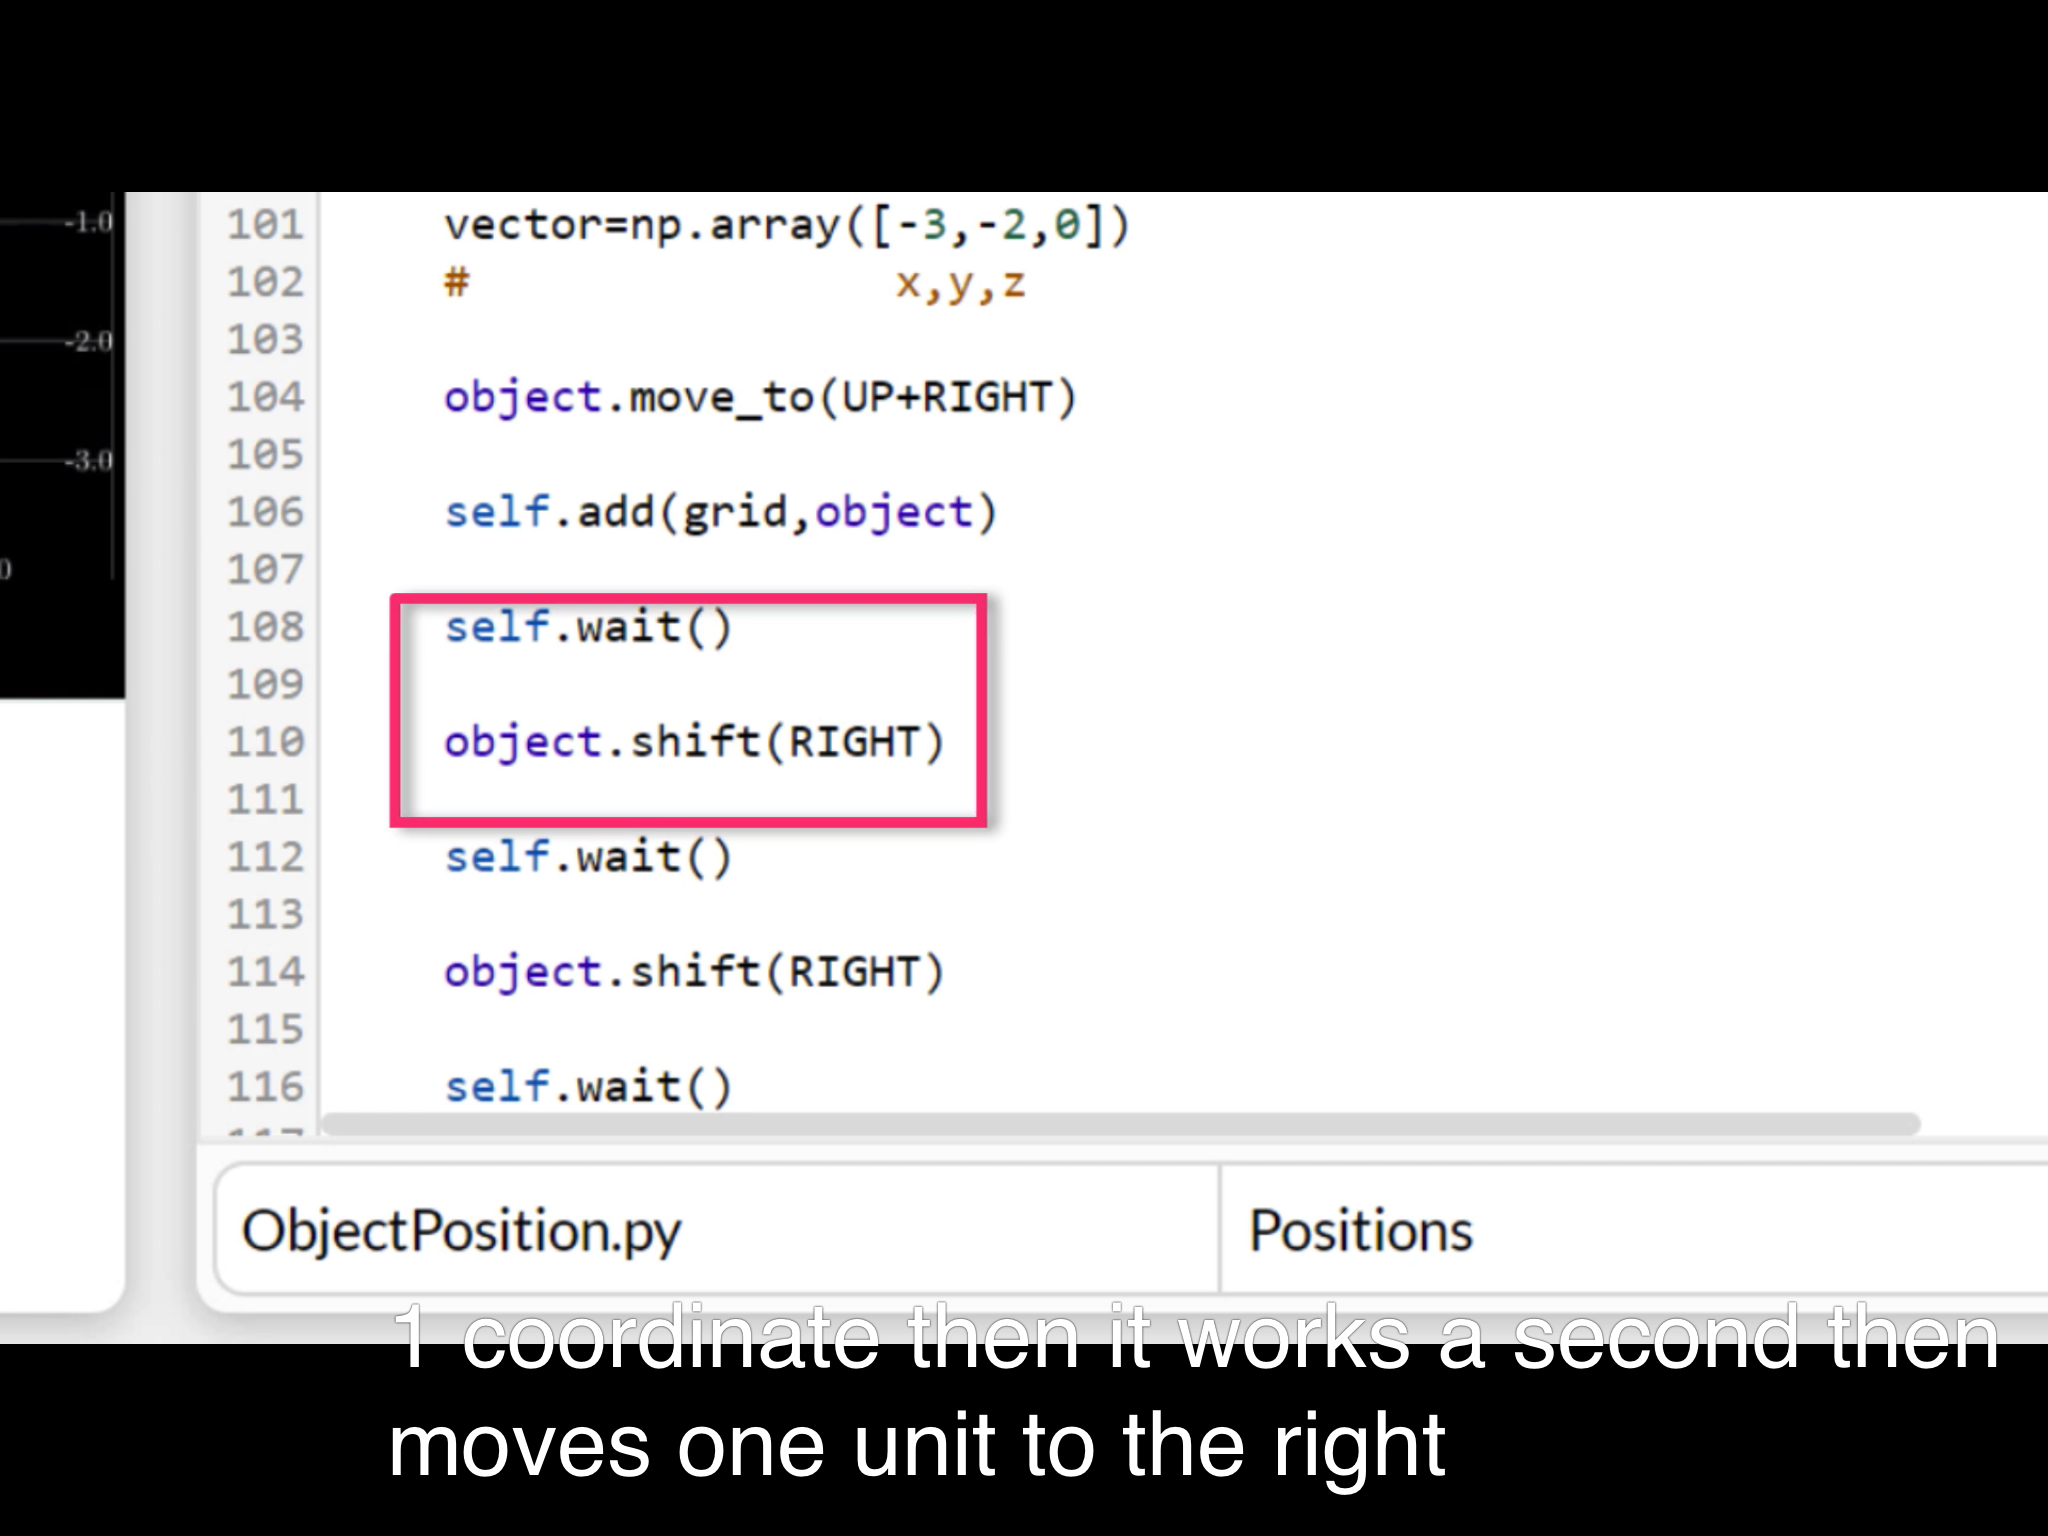 -1.0
-2.0
-3.0
0
101 vector=np.array([-3,-2,0])
102 # x,y,z
103
104 object.move_to(UP+RIGHT)
105
106 self.add(grid,object)
107
108 self.wait()
109
110 object.shift(RIGHT)
111
112 self.wait()
113
114 object.shift(RIGHT)
115
116 self.wait()
117
ObjectPosition.py Positions
1 coordinate then it works a second then
moves one unit to the right